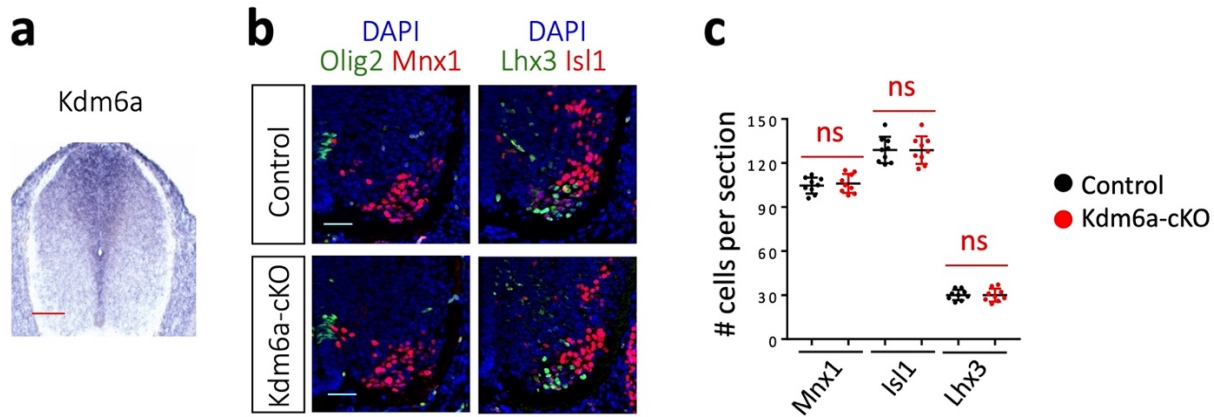 a
Kdm6a
b
DAPI DAPI
Olig2 Mnx1 Lhx3 Isl1
Control
Kdm6a-cKO
c
# cells per section
150
120
90
60
30
0
ns
ns
ns
Mnx1
Isl1
Lhx3
Control
Kdm6a-cKO